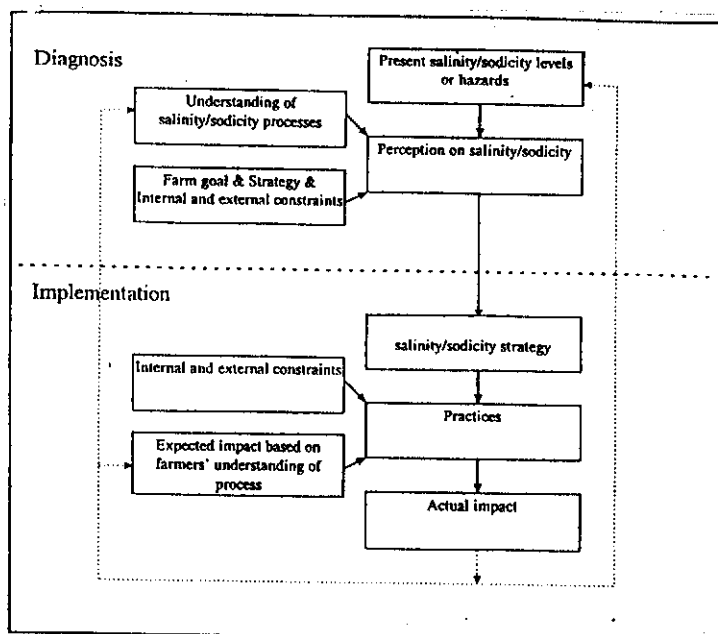 Diagnosis
Present salinity/sodicity levels
or hazards
Understanding of
salinity/sodicity processes
Perception on salinity/sodicity
Farm goal & Strategy &
Internal and external constraints
Implementation
salinity/sodicity strategy
Internal and external constraints
Practices
Expected impact based on
farmers' understanding of
process
Actual impact